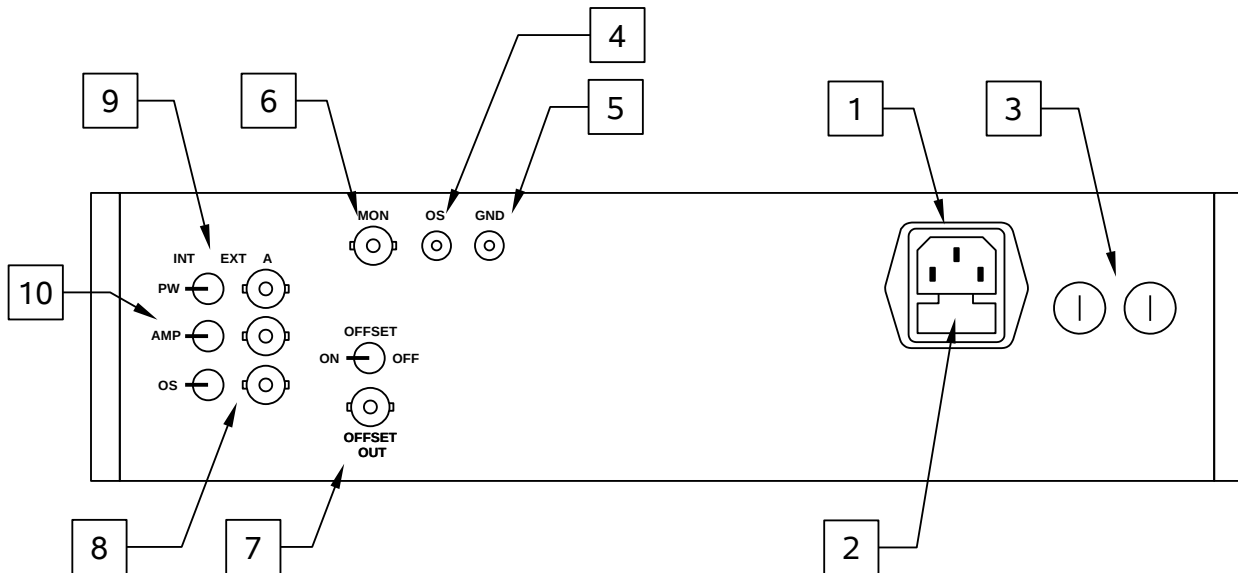 4
9
6
5
1
3
MON OS GND
INT EXT A
PW
10
AMP
OFFSET
ON OFF
OS
OFFSET
OUT
8
7
2